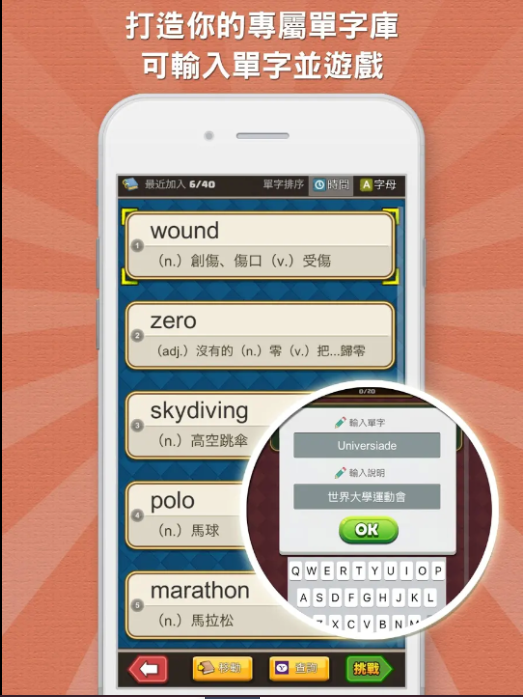 打造你的專屬單字庫
可輸入單字並遊戲
最近加入 6/40 單字排序 時間 A 字母
1 wound
(n.) 創傷、傷口 (v.) 受傷
2 zero
(adj.) 沒有的 (n.) 零 (v.) 把...歸零
3 skydiving
(n.) 高空跳傘
4 polo
(n.) 馬球
5 marathon
(n.) 馬拉松
0/20
輸入單字
Universiade
輸入說明
世界大學運動會
OK
Q W E R T Y U I O P
A S D F G H J K L
Z X C V B N M
移動 查詢 挑戰